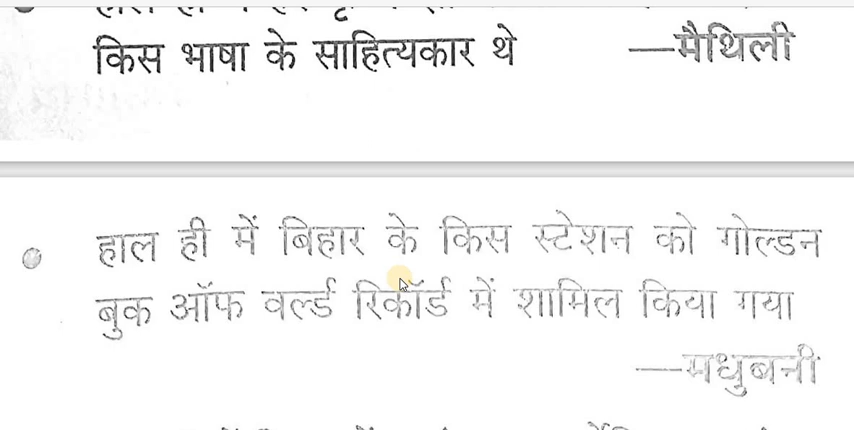 किस भाषा के साहित्यकार थे —मैथिली
हाल ही में बिहार के किस स्टेशन को गोल्डन
बुक ऑफ वर्ल्ड रिकॉर्ड में शामिल किया गया
—मधुबनी